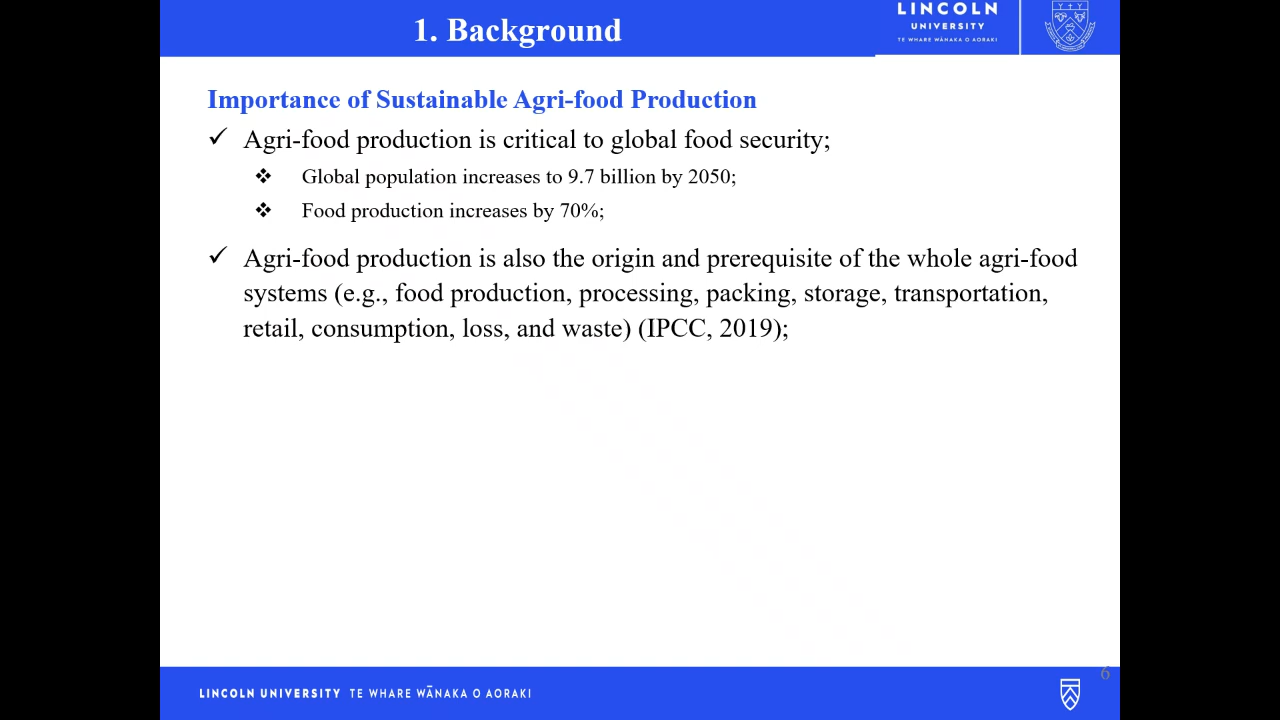 1. Background
LINCOLN
UNIVERSITY
TE WHARE WĀNAKA O AORAKI
Importance of Sustainable Agri-food Production
✓ Agri-food production is critical to global food security;
❖ Global population increases to 9.7 billion by 2050;
❖ Food production increases by 70%;
✓ Agri-food production is also the origin and prerequisite of the whole agri-food
systems (e.g., food production, processing, packing, storage, transportation,
retail, consumption, loss, and waste) (IPCC, 2019);
6
LINCOLN UNIVERSITY TE WHARE WĀNAKA O AORAKI